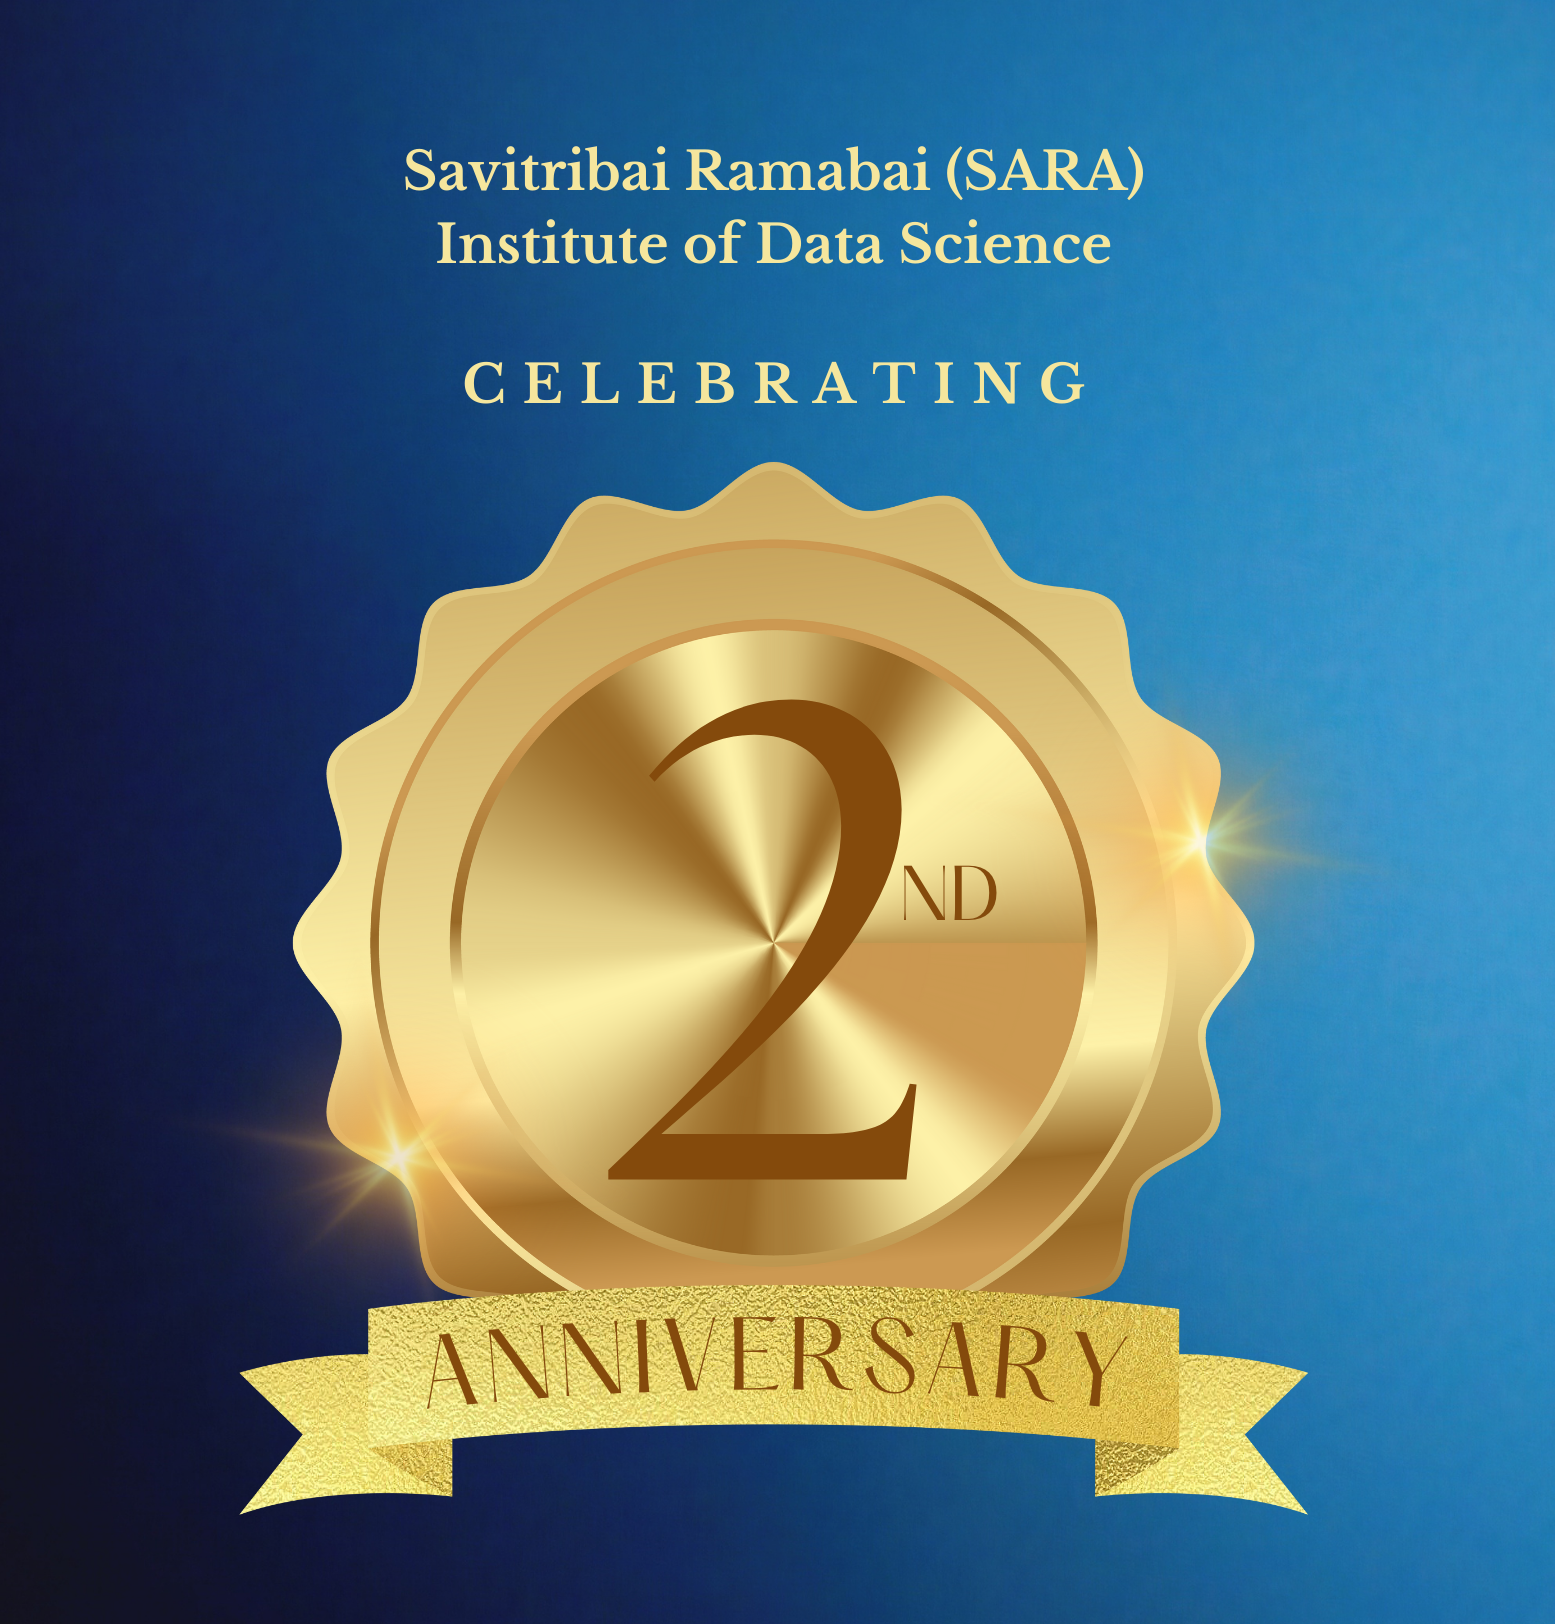 Savitribai Ramabai (SARA)
Institute of Data Science
CELEBRATING
2ND
ANNIVERSARY